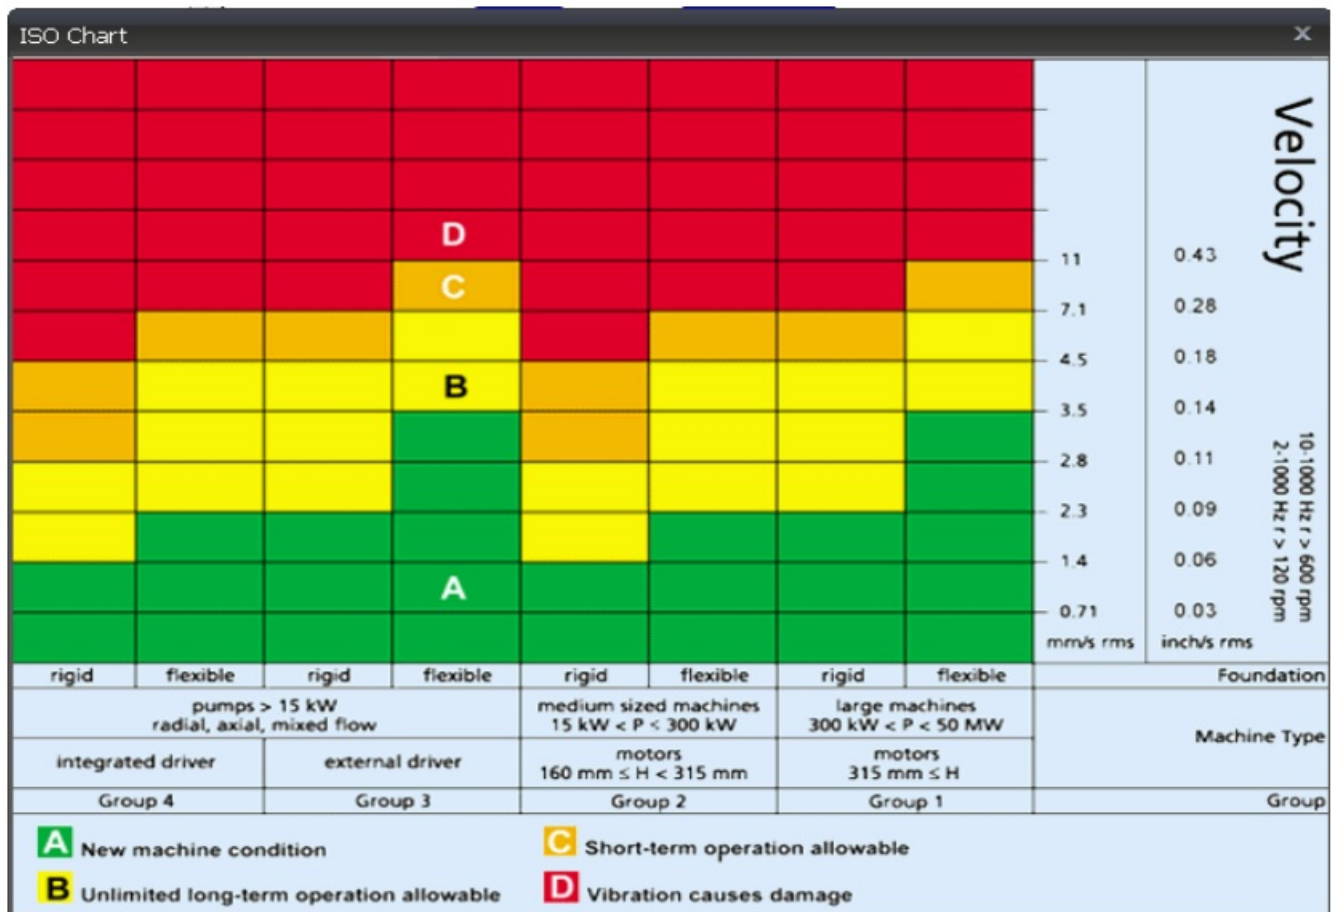 ISO Chart
x
D
C
B
A
11
7.1
4.5
3.5
2.8
2.3
1.4
0.71
mm/s rms
0.43
0.28
0.18
0.14
0.11
0.09
0.06
0.03
inch/s rms
Velocity
10-1000 Hz r > 600 rpm
2-1000 Hz r > 120 rpm
rigid flexible rigid flexible rigid flexible rigid flexible Foundation
pumps > 15 kW
radial, axial, mixed flow
medium sized machines
15 kW < P ≤ 300 kW
large machines
300 kW < P < 50 MW
Machine Type
integrated driver
external driver
motors
160 mm ≤ H < 315 mm
motors
315 mm ≤ H
Group 4 Group 3 Group 2 Group 1 Group
A New machine condition
C Short-term operation allowable
B Unlimited long-term operation allowable
D Vibration causes damage